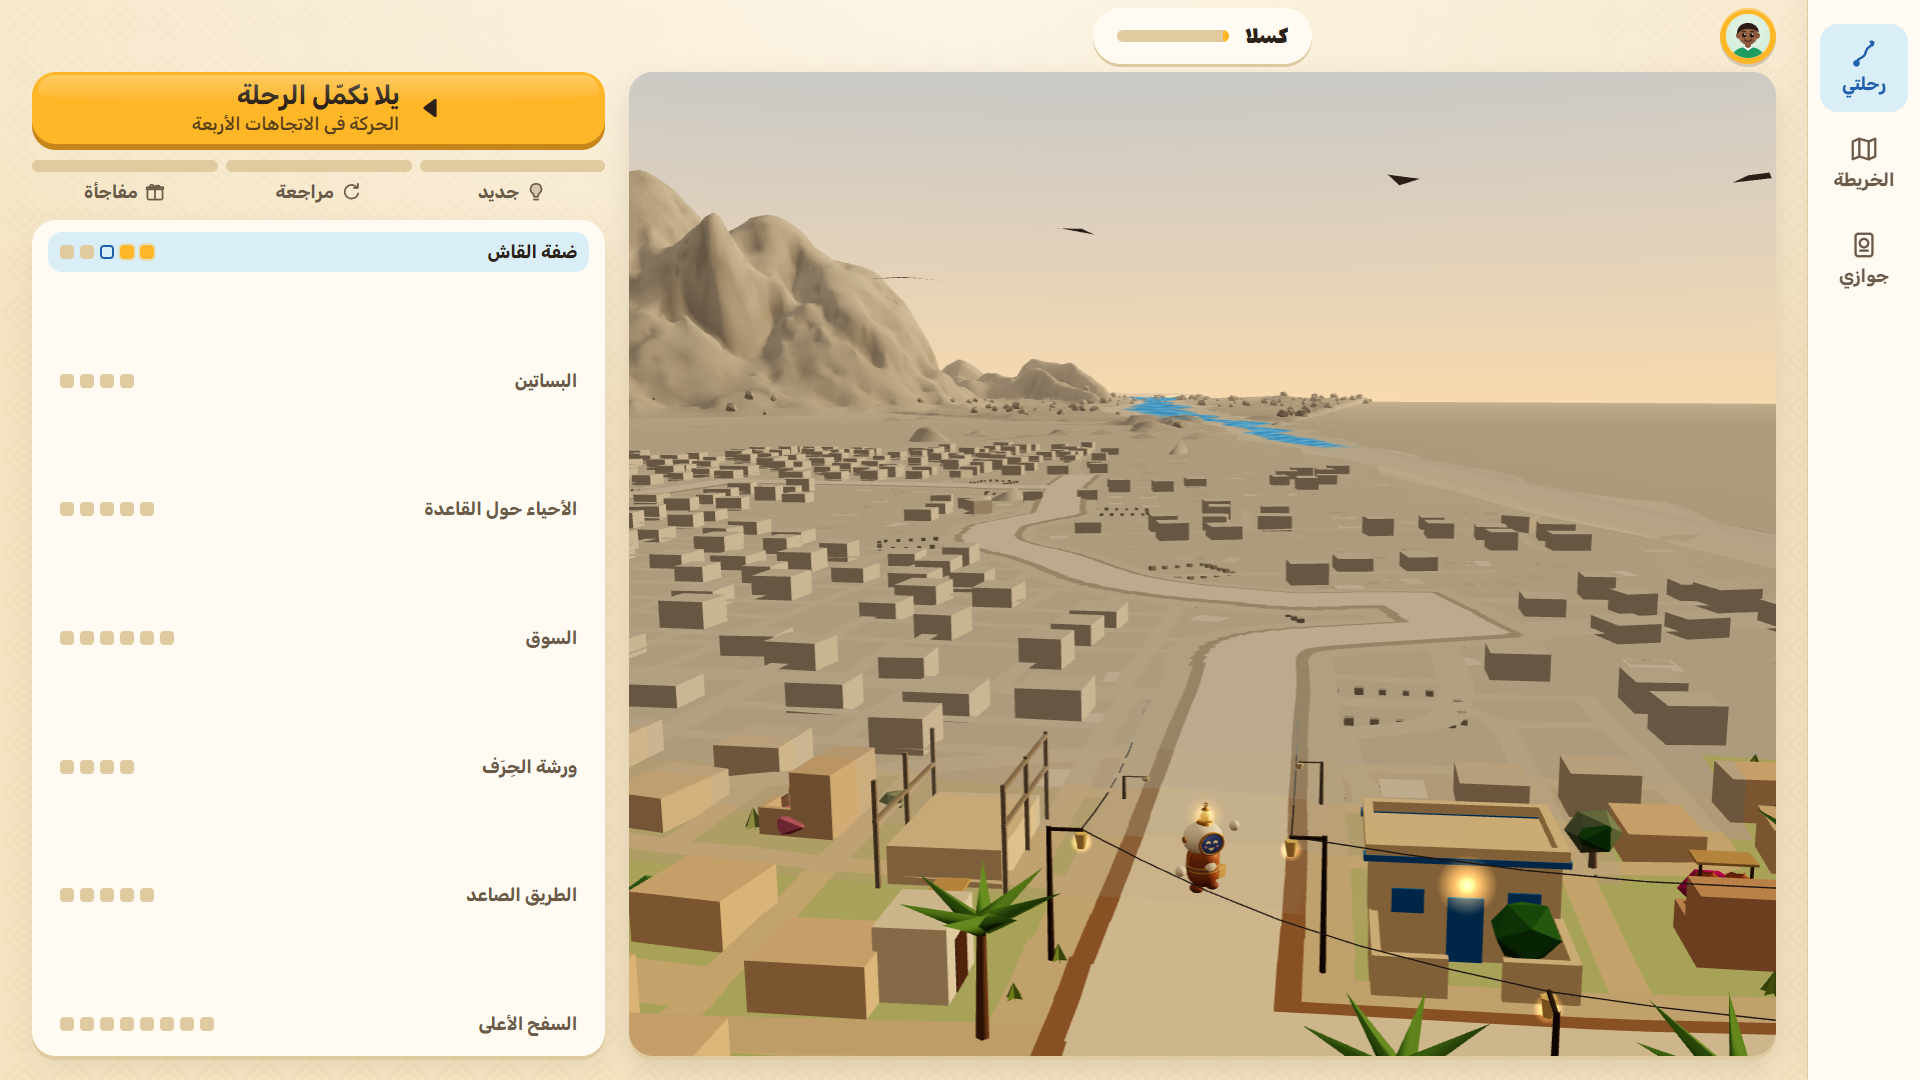 رحلتي
الخريطة
جوازي
كسلا
يلا نكمّل الرحلة
الحركة في الاتجاهات الأربعة
جديد
مراجعة
مفاجأة
ضفة القاش
البساتين
الأحياء حول القاعدة
السوق
ورشة الحِرَف
الطريق الصاعد
السفح الأعلى